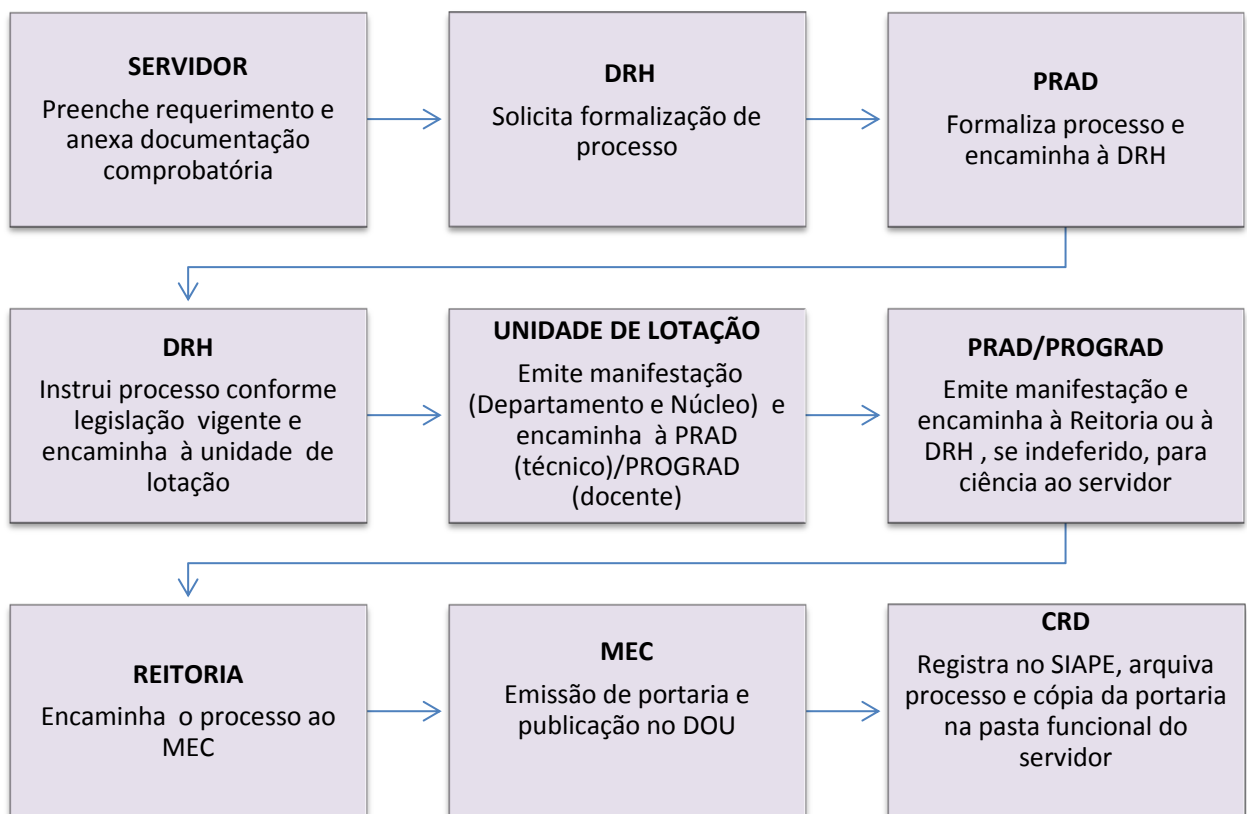 SERVIDOR
Preenche requerimento e
anexa documentação
comprobatória
DRH
Solicita formalização de
processo
PRAD
Formaliza processo e
encaminha à DRH
DRH
Instrui processo conforme
legislação vigente e
encaminha à unidade de
lotação
UNIDADE DE LOTAÇÃO
Emite manifestação
(Departamento e Núcleo) e
encaminha à PRAD
(técnico)/PROGRAD
(docente)
PRAD/PROGRAD
Emite manifestação e
encaminha à Reitoria ou à
DRH , se indeferido, para
ciência ao servidor
REITORIA
Encaminha o processo ao
MEC
MEC
Emissão de portaria e
publicação no DOU
CRD
Registra no SIAPE, arquiva
processo e cópia da portaria
na pasta funcional do
servidor